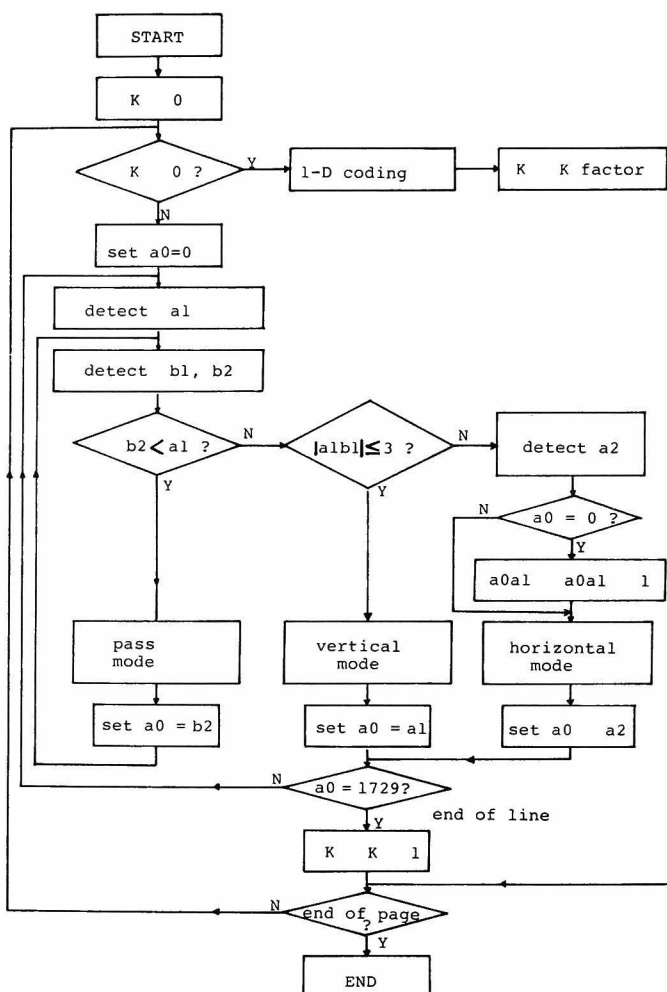 START
K 0
K 0 ?
Y
1-D coding
K K factor
N
set a0=0
detect a1
detect b1, b2
b2 < a1 ?
N
|a1b1| ≦ 3 ?
N
detect a2
Y
Y
N
a0 = 0 ?
Y
a0a1 a0a1 1
pass
mode
vertical
mode
horizontal
mode
set a0 = b2
set a0 = a1
set a0 a2
N
a0 = 1729?
Y
end of line
K K 1
N
end of page
?
Y
END